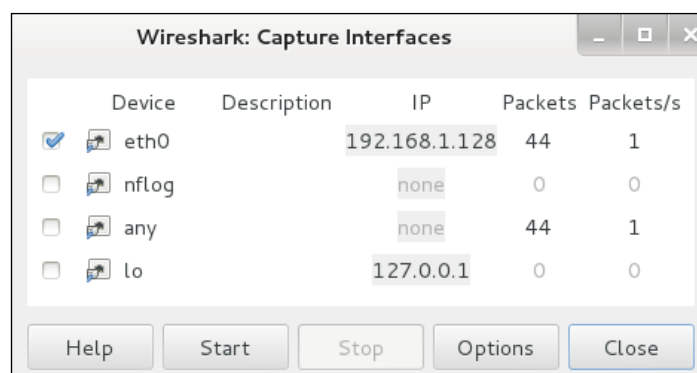 Wireshark: Capture Interfaces
Device Description IP Packets Packets/s
eth0 192.168.1.128 44 1
nflog none 0 0
any none 44 1
lo 127.0.0.1 0 0
Help Start Stop Options Close